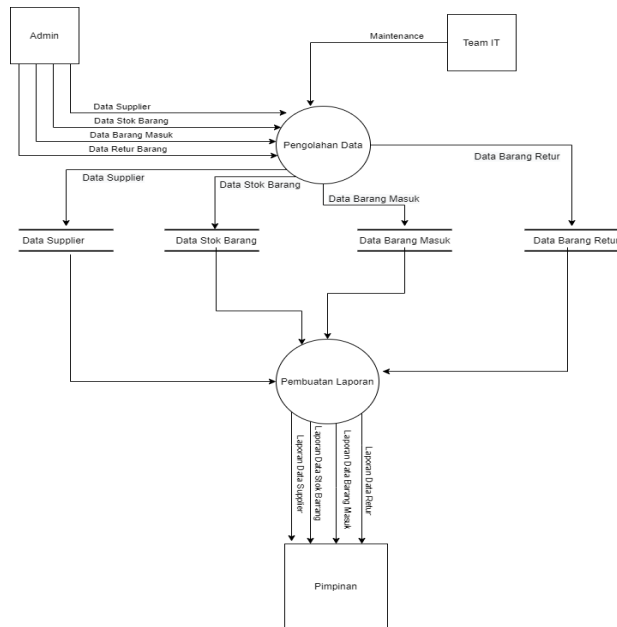 Admin
Maintenance
Team IT
Data Supplier
Data Stok Barang
Data Barang Masuk
Data Retur Barang
Pengolahan Data
Data Barang Retur
Data Supplier
Data Stok Barang
Data Barang Masuk
Data Supplier
Data Stok Barang
Data Barang Masuk
Data Barang Retur
Pembuatan Laporan
Laporan Data Supplier
Laporan Data Stok Barrang
Laporan Data Barang Masuk
Laporan Data Retur
Pimpinan